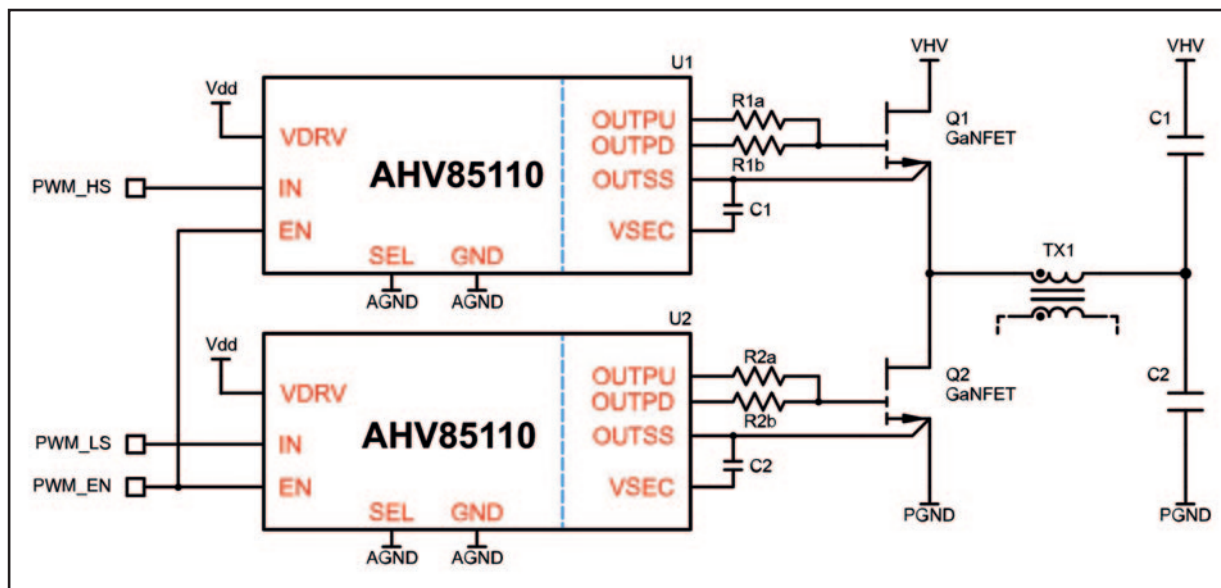 U1
VHV
VHV
Vdd
VDRV
PWM_HS
IN
EN
AHV85110
SEL
GND
AGND
AGND
OUTPU
OUTPD
OUTSS
VSEC
R1a
R1b
C1
Q1
GaNFET
C1
TX1
U2
Vdd
VDRV
PWM_LS
IN
PWM_EN
EN
AHV85110
SEL
GND
AGND
AGND
OUTPU
OUTPD
OUTSS
VSEC
R2a
R2b
C2
Q2
GaNFET
C2
PGND
PGND